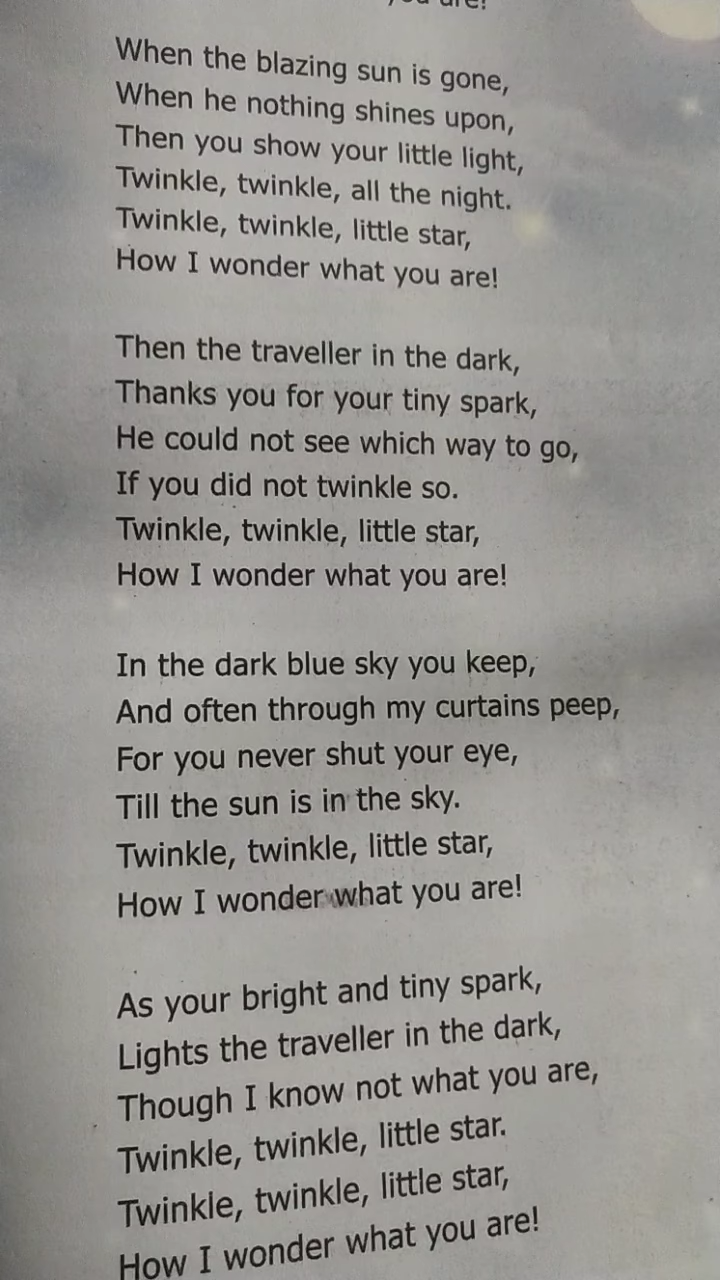 are!
When the blazing sun is gone,
When he nothing shines upon,
Then you show your little light,
Twinkle, twinkle, all the night.
Twinkle, twinkle, little star,
How I wonder what you are!
Then the traveller in the dark,
Thanks you for your tiny spark,
He could not see which way to go,
If you did not twinkle so.
Twinkle, twinkle, little star,
How I wonder what you are!
In the dark blue sky you keep,
And often through my curtains peep,
For you never shut your eye,
Till the sun is in the sky.
Twinkle, twinkle, little star,
How I wonder what you are!
As your bright and tiny spark,
Lights the traveller in the dark,
Though I know not what you are,
Twinkle, twinkle, little star.
Twinkle, twinkle, little star,
How I wonder what you are!